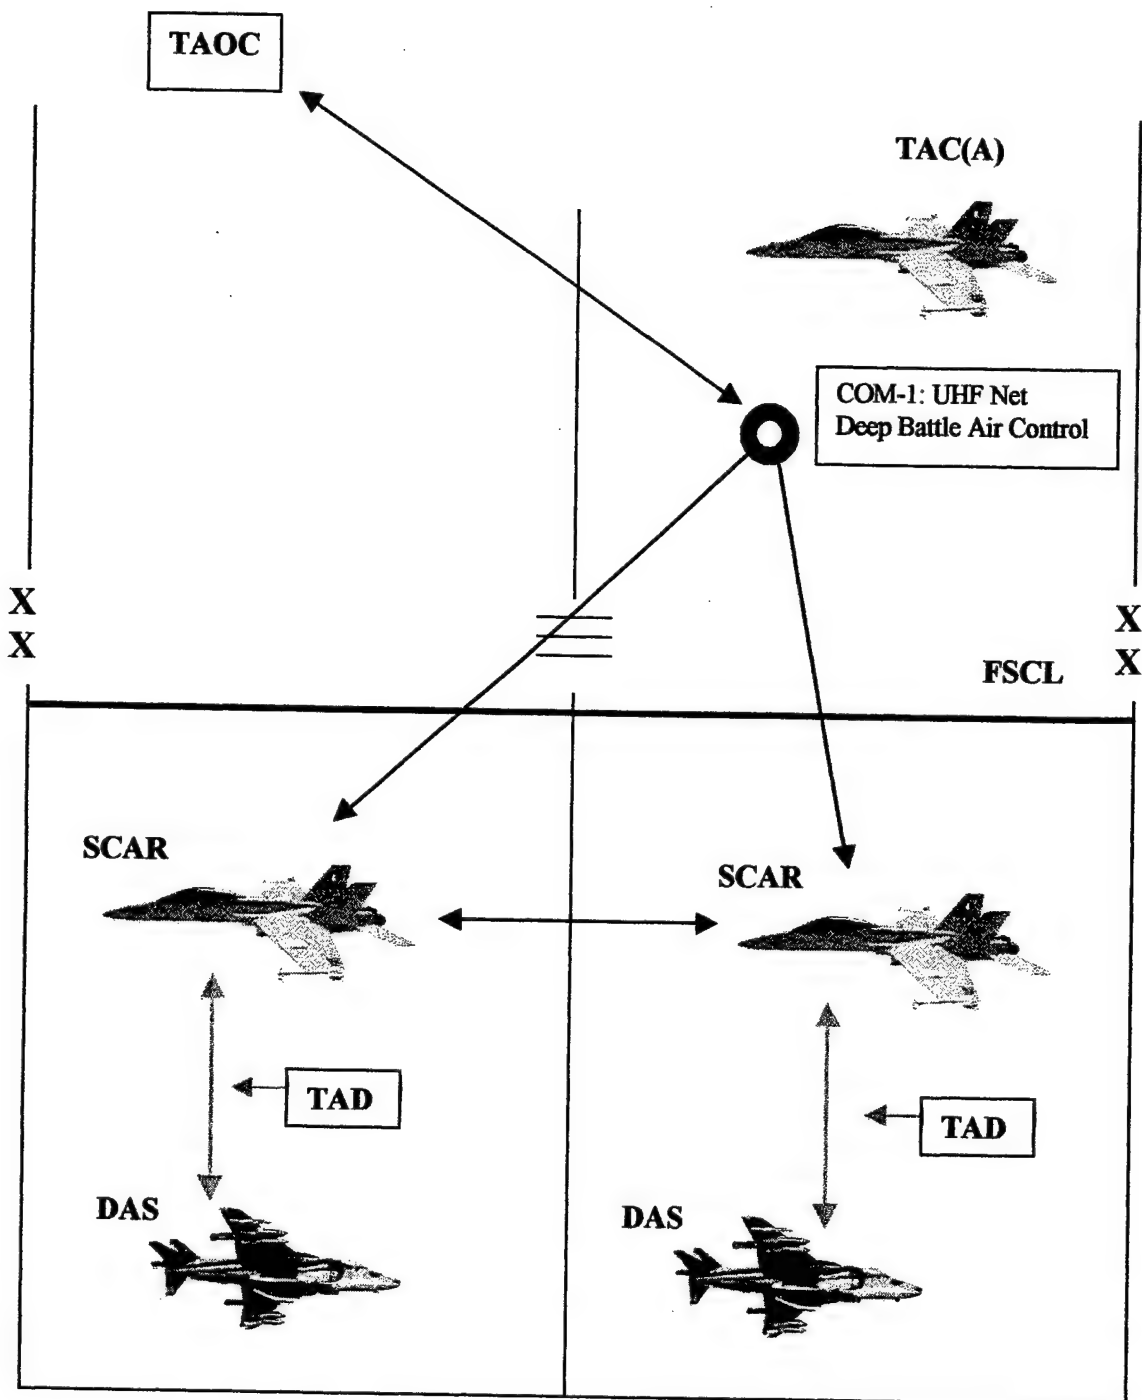 TAOC
TAC(A)
COM-1: UHF Net
Deep Battle Air Control
X
X
X
X
FSCL
SCAR
SCAR
TAD
TAD
DAS
DAS